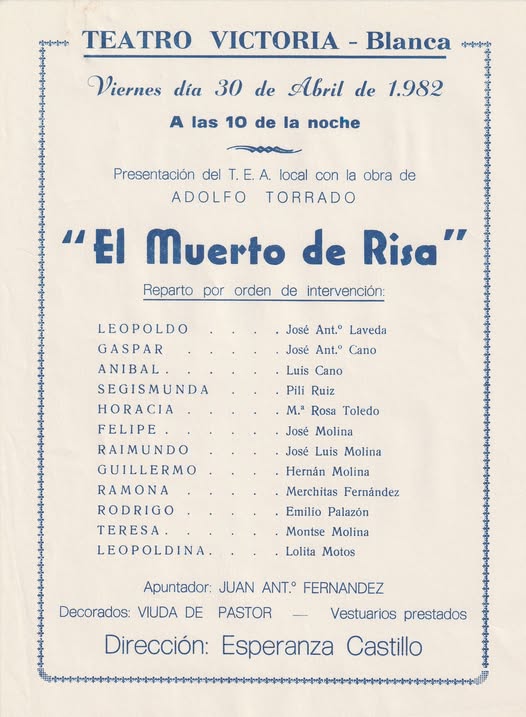 TEATRO VICTORIA - Blanca
Viernes día 30 de Abril de 1.982
A las 10 de la noche
Presentación del T. E. A. local con la obra de
ADOLFO TORRADO
“El Muerto de Risa”
Reparto por orden de intervención:
LEOPOLDO . . . . José Ant.º Laveda
GASPAR . . . . José Ant.º Cano
ANIBAL . . . . . Luis Cano
SEGISMUNDA . . . Pili Ruiz
HORACIA . . . . M.ª Rosa Toledo
FELIPE . . . . . José Molina
RAIMUNDO . . . . José Luis Molina
GUILLERMO . . . . Hernán Molina
RAMONA . . . . Merchitas Fernández
RODRIGO . . . . Emilio Palazón
TERESA . . . . . Montse Molina
LEOPOLDINA . . . . Lolita Motos
Apuntador: JUAN ANT.º FERNANDEZ
Decorados: VIUDA DE PASTOR — Vestuarios prestados
Dirección: Esperanza Castillo